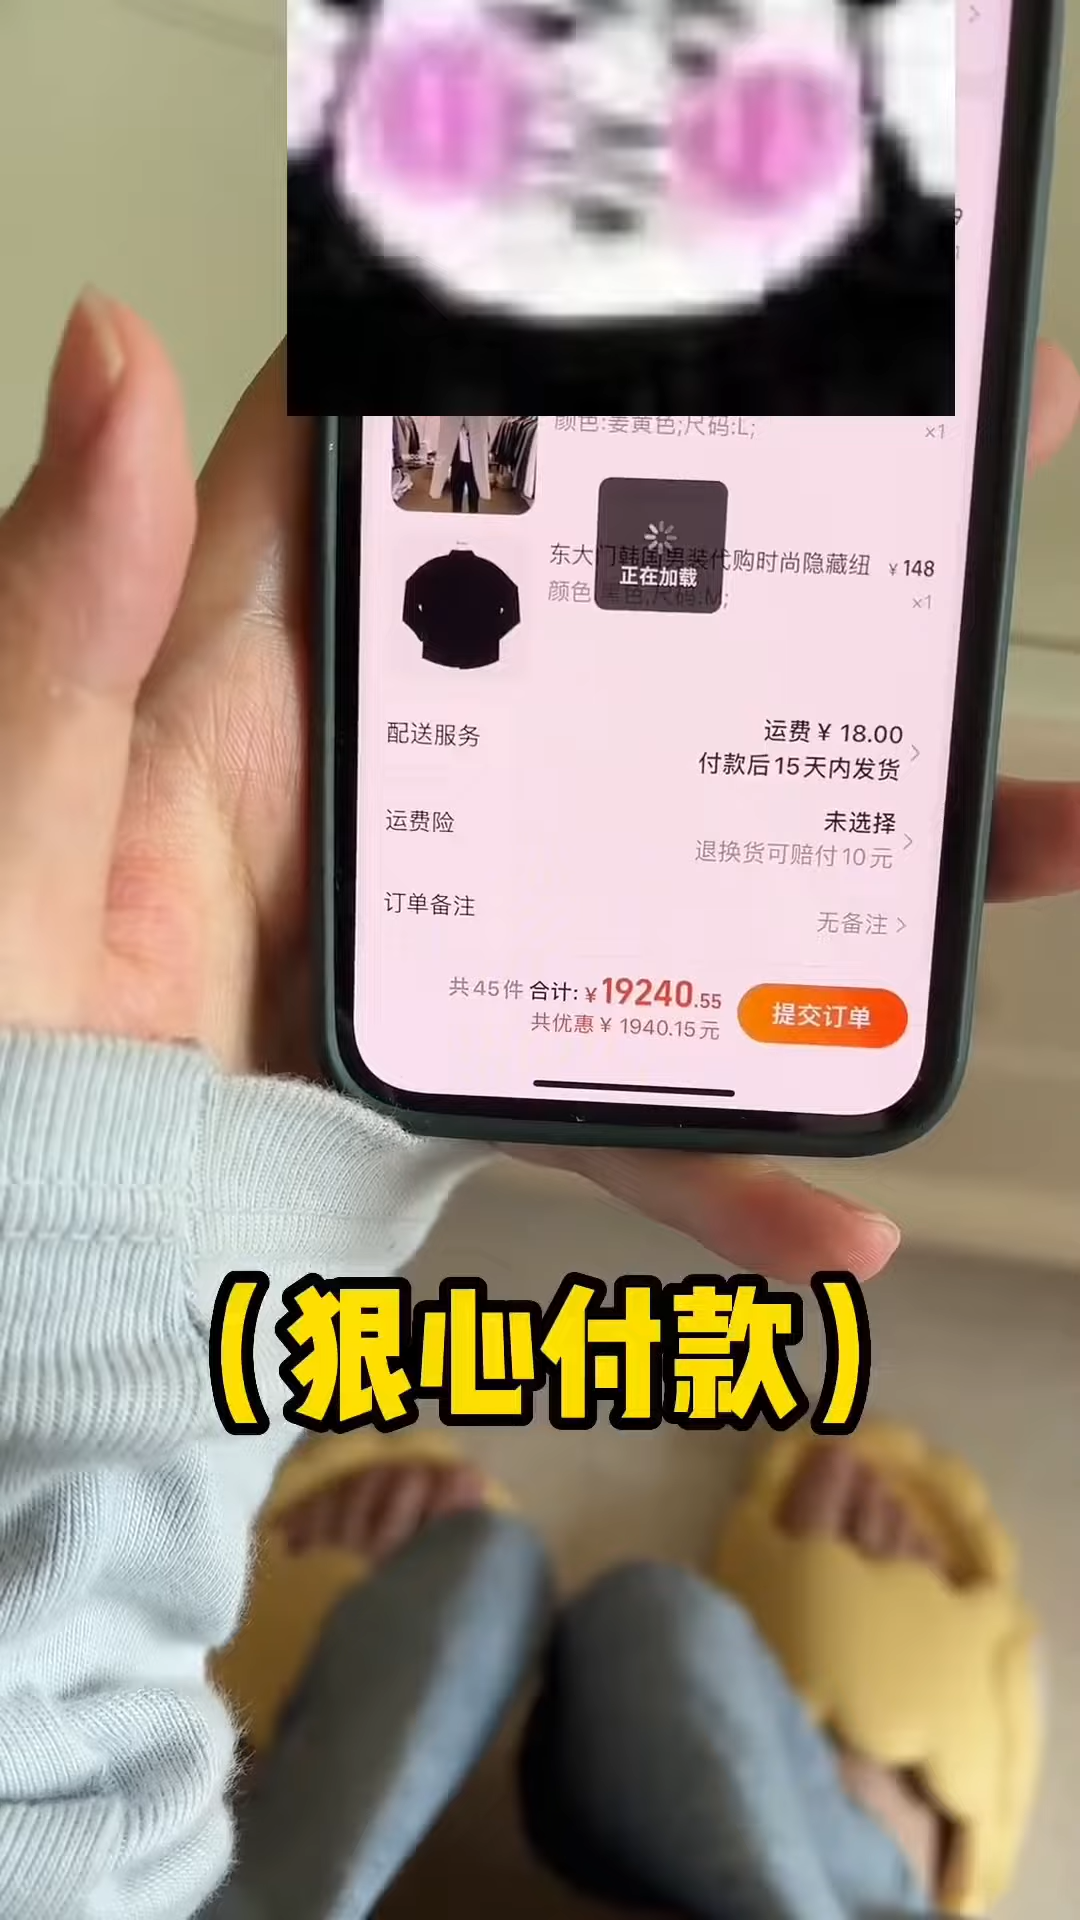 颜色:姜黄色;尺码:L;
×1
东大门韩国男装代购时尚隐藏纽
¥148
颜色:黑色;尺码:M;
×1
正在加载
配送服务
运费¥ 18.00
付款后15天内发货
运费险
未选择
退换货可赔付10元
订单备注
无备注
共45件 合计: ¥19240.55
共优惠¥ 1940.15元
提交订单
（狠心付款）